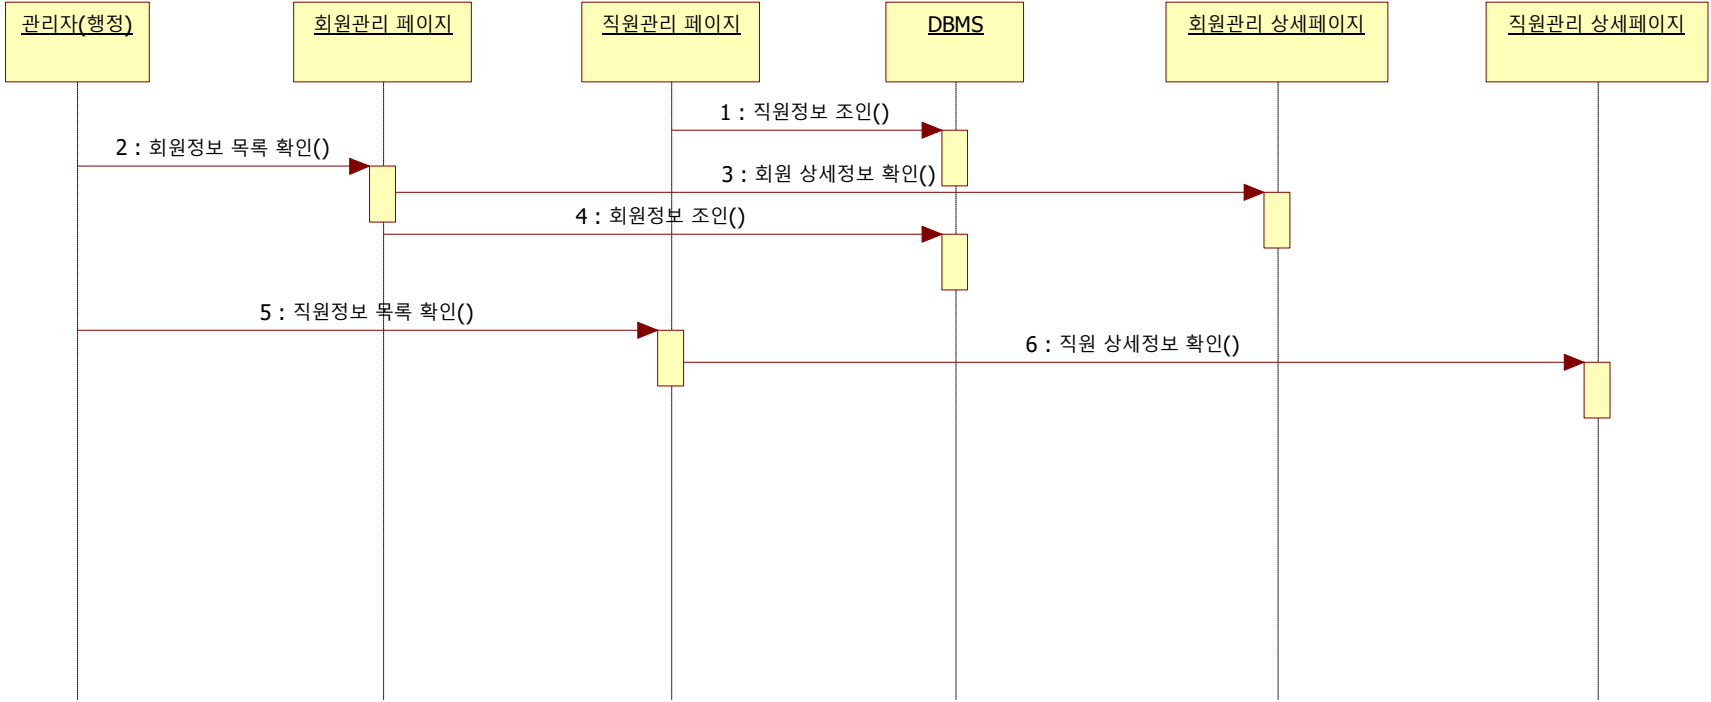 관리자(행정)
회원관리 페이지
직원관리 페이지
DBMS
회원관리 상세페이지
직원관리 상세페이지
1 : 직원정보 조인()
2 : 회원정보 목록 확인()
3 : 회원 상세정보 확인()
4 : 회원정보 조인()
5 : 직원정보 목록 확인()
6 : 직원 상세정보 확인()